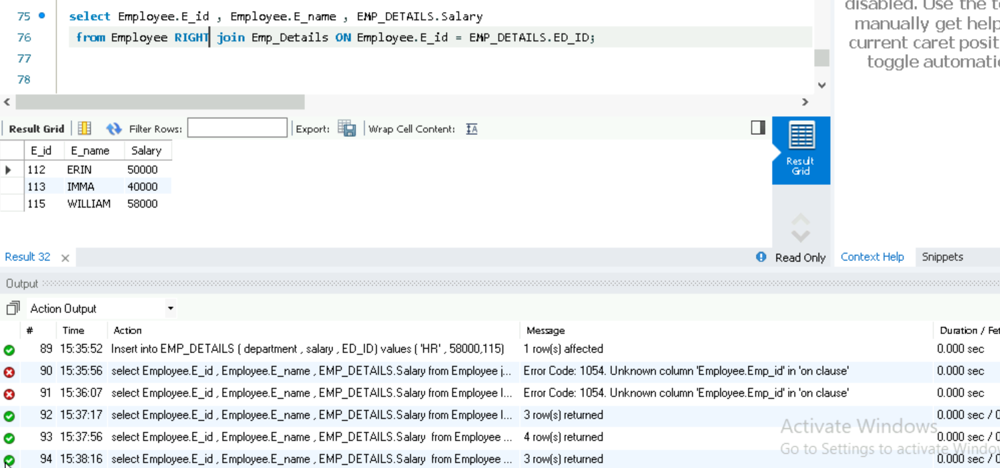 disabled. Use the t
manually get help
current caret posit
toggle automati
75 select Employee.E_id , Employee.E_name , EMP_DETAILS.Salary
76 from Employee RIGHT join Emp_Details ON Employee.E_id = EMP_DETAILS.ED_ID;
77
78
Result Grid Filter Rows: Export: Wrap Cell Content: IA
E_id E_name Salary
112 ERIN 50000
113 IMMA 40000
115 WILLIAM 58000
Result
Grid
Result 32 Read Only Context Help Snippets
Output
Action Output
# Time Action Message Duration / Fet
89 15:35:52 Insert into EMP_DETAILS ( department , salary , ED_ID) values ( 'HR' , 58000,115) 1 row(s) affected 0.000 sec
90 15:35:56 select Employee.E_id , Employee.E_name , EMP_DETAILS.Salary from Employee j... Error Code: 1054. Unknown column 'Employee.Emp_id' in 'on clause' 0.000 sec
91 15:36:07 select Employee.E_id , Employee.E_name , EMP_DETAILS.Salary from Employee l... Error Code: 1054. Unknown column 'Employee.Emp_id' in 'on clause' 0.000 sec
92 15:37:17 select Employee.E_id , Employee.E_name , EMP_DETAILS.Salary from Employee l... 3 row(s) returned 0.000 sec / 0
93 15:37:56 select Employee.E_id , Employee.E_name , EMP_DETAILS.Salary from Employee ... 4 row(s) returned 0.000 sec / 0
94 15:38:16 select Employee.E_id , Employee.E_name , EMP_DETAILS.Salary from Employee ... 3 row(s) returned 0.000 sec / 0
Activate Windows
Go to Settings to activate Window